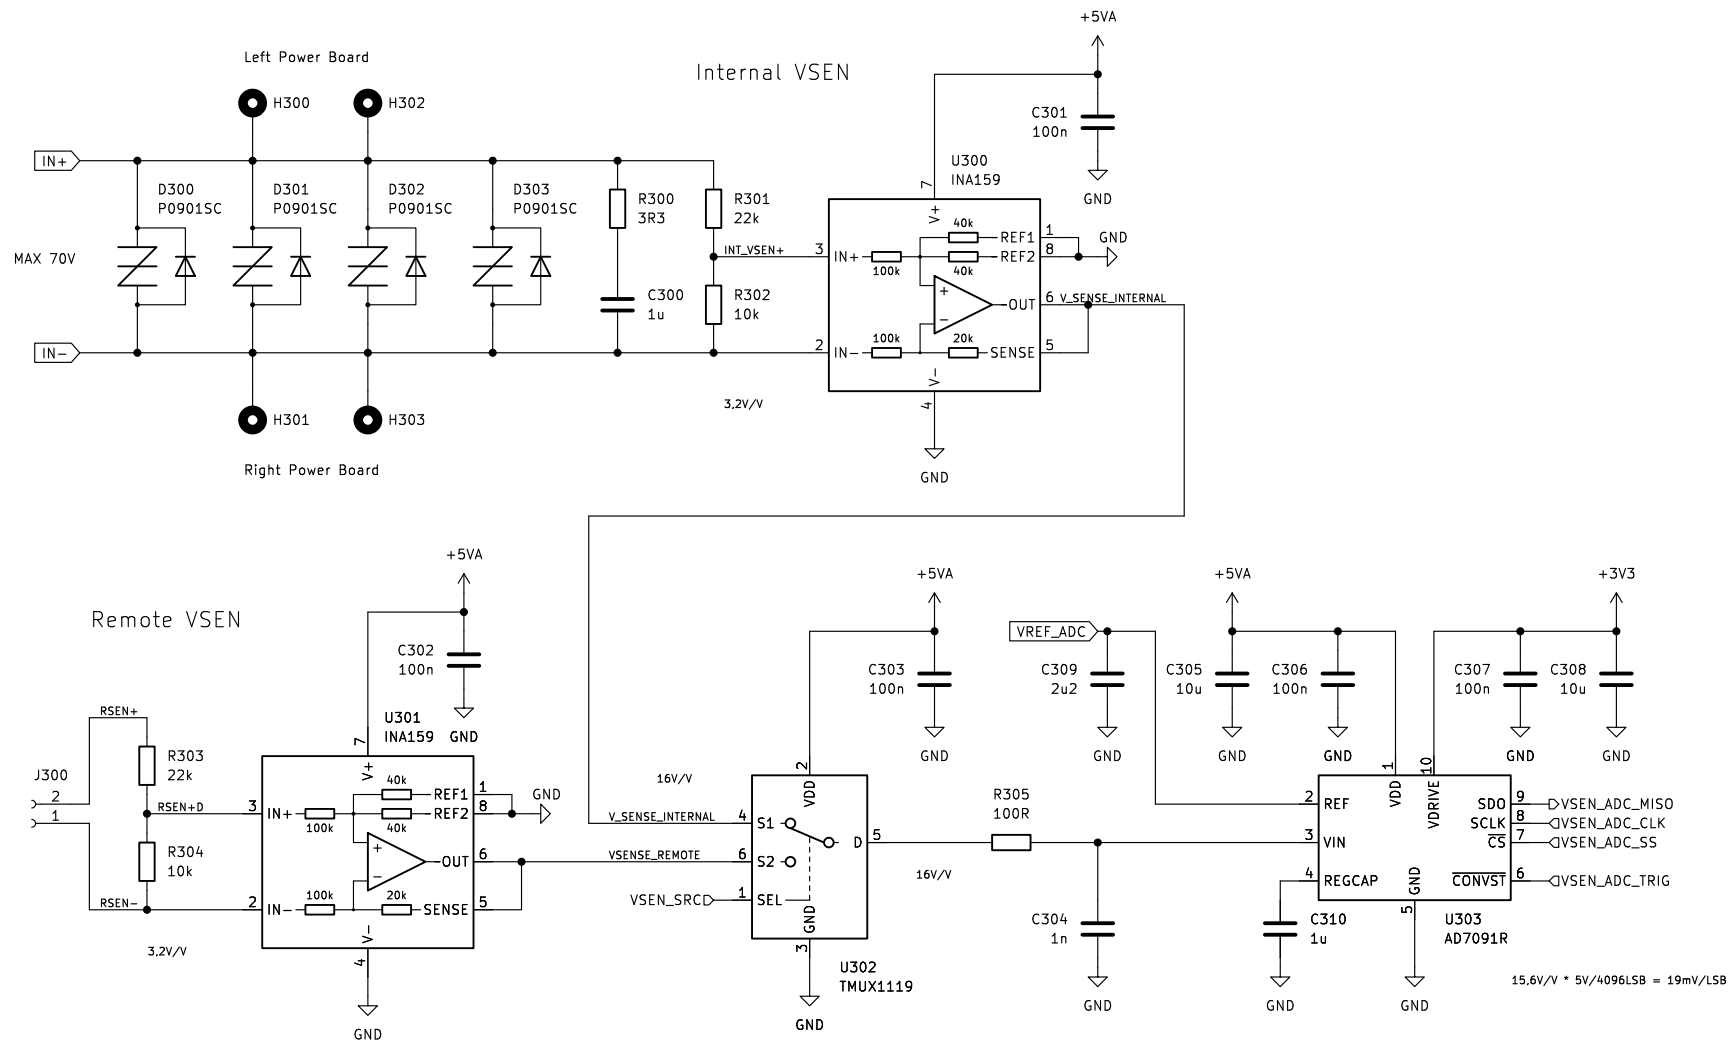 Left Power Board
H300
H302
Internal VSEN
+5VA
C301
100n
GND
IN+
D300
P0901SC
D301
P0901SC
D302
P0901SC
D303
P0901SC
R300
3R3
R301
22k
U300
INA159
7
V+
MAX 70V
INT_VSEN+
3
IN+
100k
40k
40k
REF1
REF2
1
8
GND
C300
1u
R302
10k
+
-
OUT
6
V_SENSE_INTERNAL
IN-
2
IN-
100k
20k
SENSE
5
V-
4
3,2V/V
GND
H301
H303
Right Power Board
Remote VSEN
+5VA
C302
100n
GND
U301
INA159
7
V+
RSEN+
R303
22k
J300
2
1
RSEN+D
3
IN+
100k
40k
40k
REF1
REF2
1
8
GND
R304
10k
+
-
OUT
6
RSEN-
2
IN-
100k
20k
SENSE
5
V-
4
3,2V/V
GND
+5VA
C303
100n
GND
16V/V
2
VDD
V_SENSE_INTERNAL
4
S1
VSENSE_REMOTE
6
S2
VSEN_SRC
1
SEL
D
5
GND
3
U302
TMUX1119
GND
16V/V
R305
100R
C304
1n
GND
VREF_ADC
C309
2u2
GND
+5VA
C305
10u
GND
C306
100n
GND
+3V3
C307
100n
GND
C308
10u
GND
1
VDD
10
VDRIVE
2
REF
3
VIN
4
REGCAP
SDO
9
VSEN_ADC_MISO
SCLK
8
VSEN_ADC_CLK
CS
7
VSEN_ADC_SS
CONVST
6
VSEN_ADC_TRIG
GND
5
C310
1u
GND
U303
AD7091R
GND
15,6V/V * 5V/4096LSB = 19mV/LSB